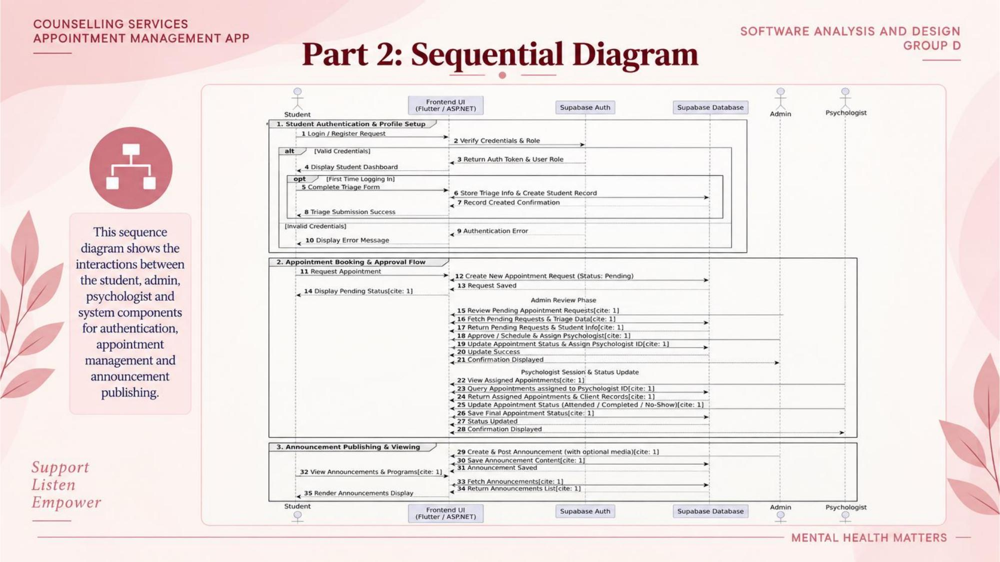 COUNSELLING SERVICES
APPOINTMENT MANAGEMENT APP
SOFTWARE ANALYSIS AND DESIGN
GROUP D
Part 2: Sequential Diagram
This sequence
diagram shows the
interactions between
the student, admin,
psychologist and
system components
for authentication,
appointment
management and
announcement
publishing.
Support
Listen
Empower
Student
Frontend UI
(Flutter / ASP.NET)
Supabase Auth
Supabase Database
Admin
Psychologist
1. Student Authentication & Profile Setup
1 Login / Register Request
2 Verify Credentials & Role
alt [Valid Credentials]
3 Return Auth Token & User Role
4 Display Student Dashboard
opt [First Time Logging In]
5 Complete Triage Form
6 Store Triage Info & Create Student Record
7 Record Created Confirmation
8 Triage Submission Success
[Invalid Credentials]
9 Authentication Error
10 Display Error Message
2. Appointment Booking & Approval Flow
11 Request Appointment
12 Create New Appointment Request (Status: Pending)
13 Request Saved
14 Display Pending Status[cite: 1]
Admin Review Phase
15 Review Pending Appointment Requests[cite: 1]
16 Fetch Pending Requests & Triage Data[cite: 1]
17 Return Pending Requests & Student Info[cite: 1]
18 Approve / Schedule & Assign Psychologist[cite: 1]
19 Update Appointment Status & Assign Psychologist ID[cite: 1]
20 Update Success
21 Confirmation Displayed
Psychologist Session & Status Update
22 View Assigned Appointments[cite: 1]
23 Query Appointments assigned to Psychologist ID[cite: 1]
24 Return Assigned Appointments & Client Records[cite: 1]
25 Update Appointment Status (Attended / Completed / No-Show)[cite: 1]
26 Save Final Appointment Status[cite: 1]
27 Status Updated
28 Confirmation Displayed
3. Announcement Publishing & Viewing
29 Create & Post Announcement (with optional media)[cite: 1]
30 Save Announcement Content[cite: 1]
31 Announcement Saved
32 View Announcements & Programs[cite: 1]
33 Fetch Announcements[cite: 1]
34 Return Announcements List[cite: 1]
35 Render Announcements Display
Student
Frontend UI
(Flutter / ASP.NET)
Supabase Auth
Supabase Database
Admin
Psychologist
MENTAL HEALTH MATTERS